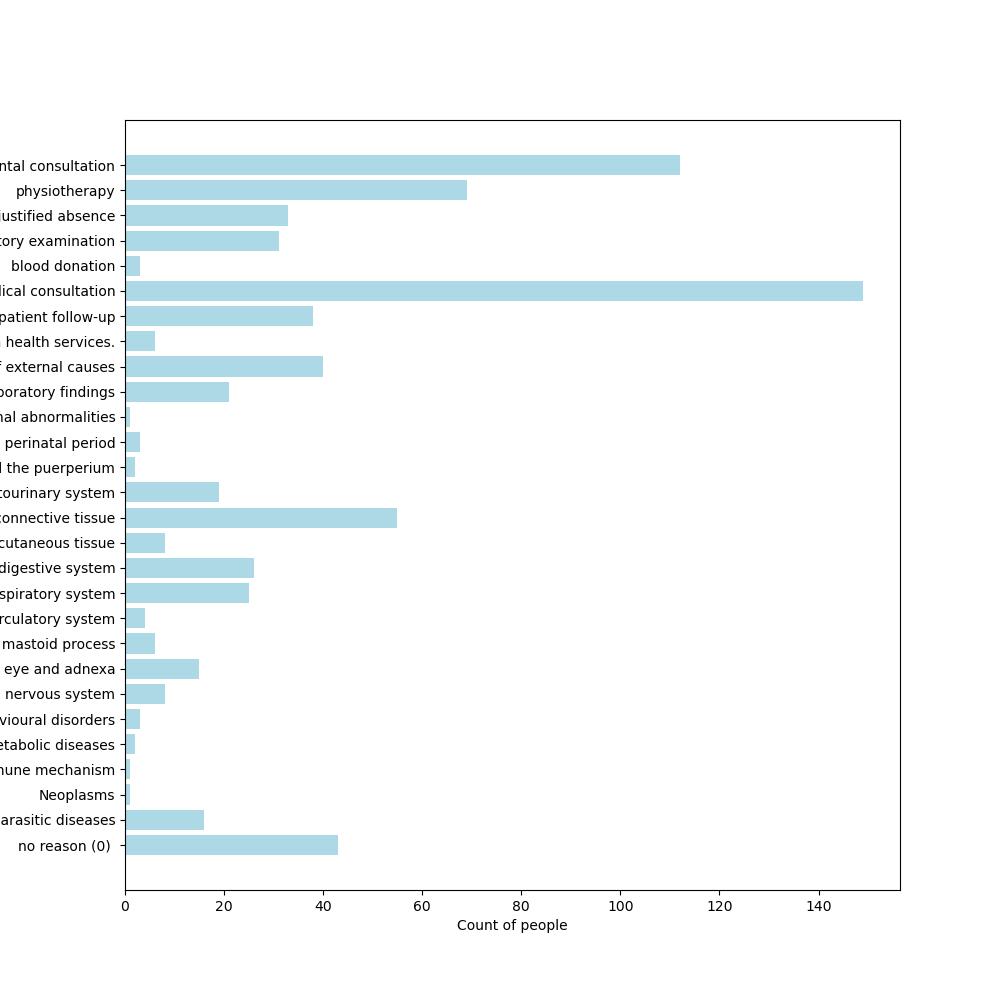 ntal consultation
physiotherapy
justified absence
tory examination
blood donation
lical consultation
patient follow-up
health services.
f external causes
boratory findings
nal abnormalities
perinatal period
d the puerperium
tourinary system
connective tissue
cutaneous tissue
digestive system
spiratory system
rculatory system
mastoid process
eye and adnexa
nervous system
vioural disorders
etabolic diseases
nune mechanism
Neoplasms
arasitic diseases
no reason (0)
0 20 40 60 80 100 120 140
Count of people